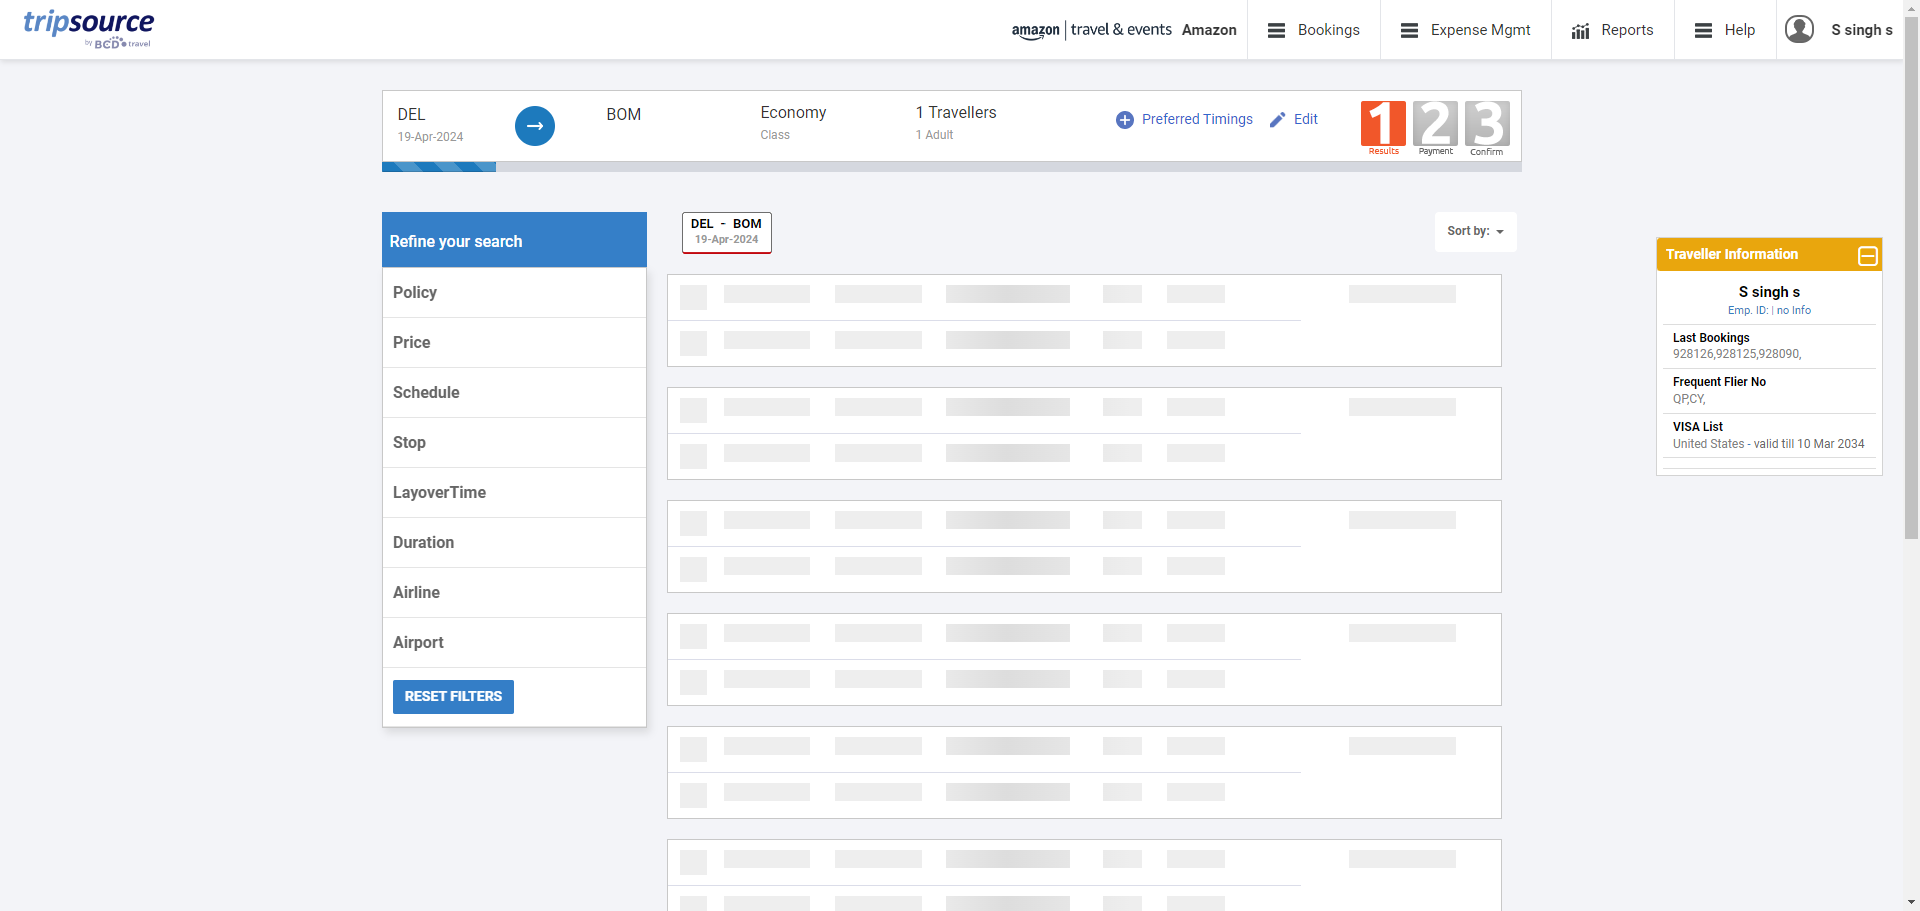 tripsource
by BCD travel
amazon | travel & events Amazon
Bookings
Expense Mgmt
Reports
Help
S singh s
DEL
19-Apr-2024
BOM
Economy
Class
1 Travellers
1 Adult
Preferred Timings
Edit
1
Results
2
Payment
3
Confirm
Refine your search
Policy
Price
Schedule
Stop
LayoverTime
Duration
Airline
Airport
RESET FILTERS
DEL - BOM
19-Apr-2024
Sort by:
Traveller Information
S singh s
Emp. ID: | no Info
Last Bookings
928126,928125,928090,
Frequent Flier No
QP,CY,
VISA List
United States - valid till 10 Mar 2034